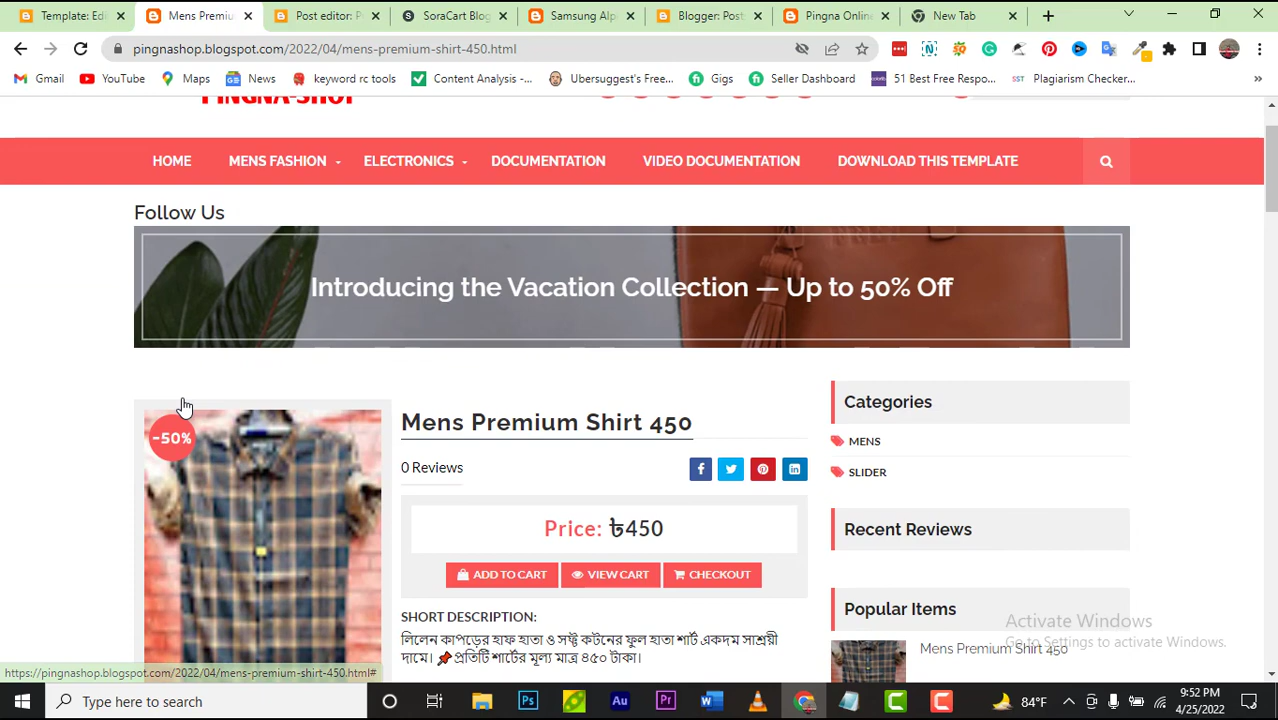 Template: Edi
Mens Premiu
Post editor: P
SoraCart Blog
Samsung Alp
Blogger: Post
Pingna Onlin
New Tab
pingnashop.blogspot.com/2022/04/mens-premium-shirt-450.html
Gmail
YouTube
Maps
News
keyword rc tools
Content Analysis -...
Ubersuggest's Free...
Gigs
Seller Dashboard
51 Best Free Respo...
Plagiarism Checker...
PINGNA-SHOP
HOME
MENS FASHION
ELECTRONICS
DOCUMENTATION
VIDEO DOCUMENTATION
DOWNLOAD THIS TEMPLATE
Follow Us
Introducing the Vacation Collection — Up to 50% Off
-50%
Mens Premium Shirt 450
0 Reviews
Price: ৳450
ADD TO CART
VIEW CART
CHECKOUT
SHORT DESCRIPTION:
লিলেন কাপড়ের হাফ হাতা ও সফ্ট কটনের ফুল হাতা শার্ট একদম সাশ্রয়ী
দামে। 📌 প্রতিটি শার্টের মূল্য মাত্র ৪৫০ টাকা।
Categories
MENS
SLIDER
Recent Reviews
Popular Items
Mens Premium Shirt 450
Activate Windows
Go to Settings to activate Windows.
https://pingnashop.blogspot.com/2022/04/mens-premium-shirt-450.html#
Type here to search
84°F
9:52 PM
4/25/2022